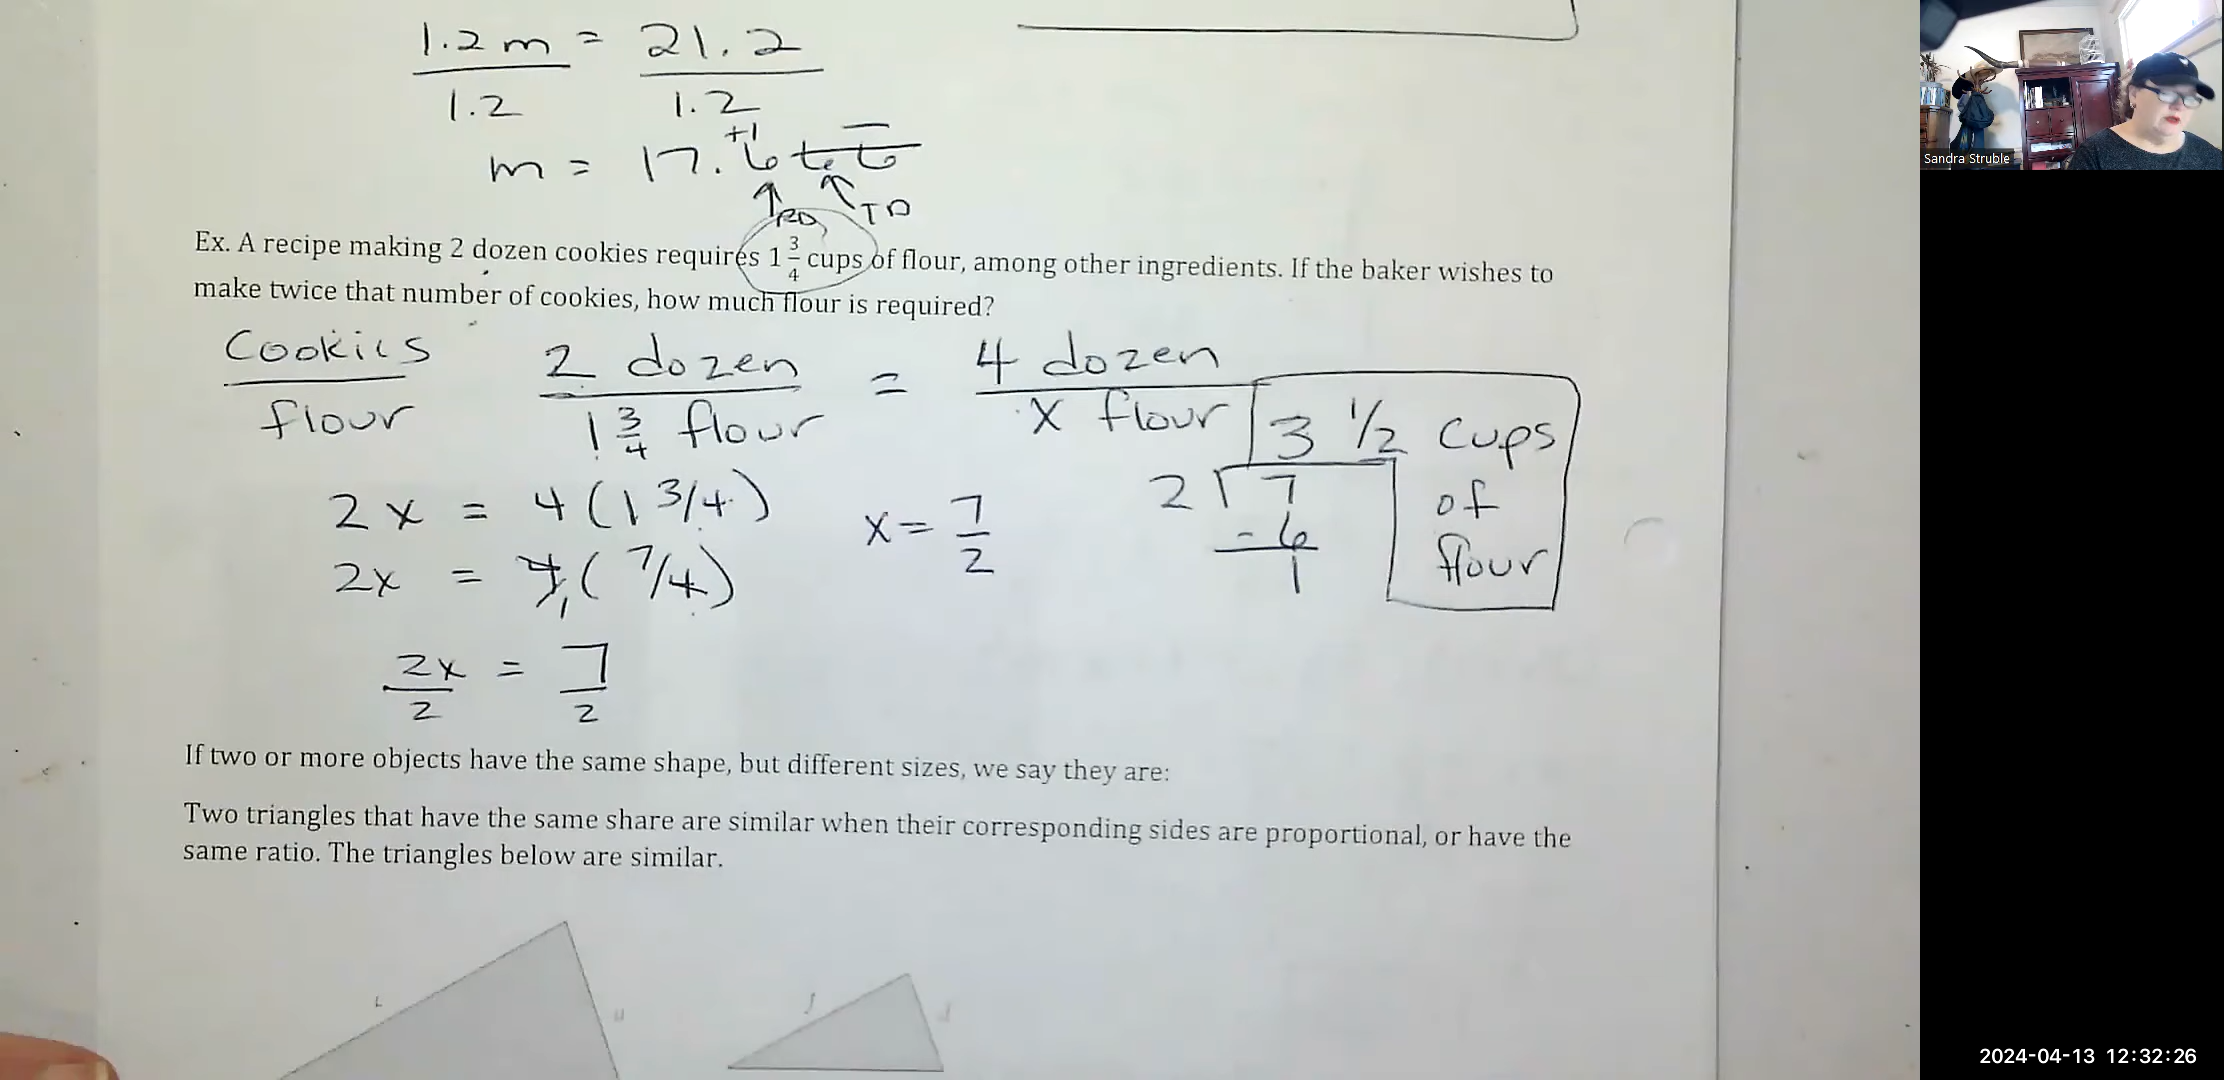 1.2 m = 21.2
1.2 1.2
+1
m = 17.666
RD TD
Ex. A recipe making 2 dozen cookies requires 1 3/4 cups of flour, among other ingredients. If the baker wishes to
make twice that number of cookies, how much flour is required?
Cookies 2 dozen = 4 dozen
flour 1 3/4 flour x flour
3 1/2 cups of flour
2x = 4(1 3/4) x = 7/2 2 7
2x = 4 1 (7/4) - 6
1
2x = 7
2 2
If two or more objects have the same shape, but different sizes, we say they are:
Two triangles that have the same share are similar when their corresponding sides are proportional, or have the
same ratio. The triangles below are similar.
Sandra Struble
2024-04-13 12:32:26